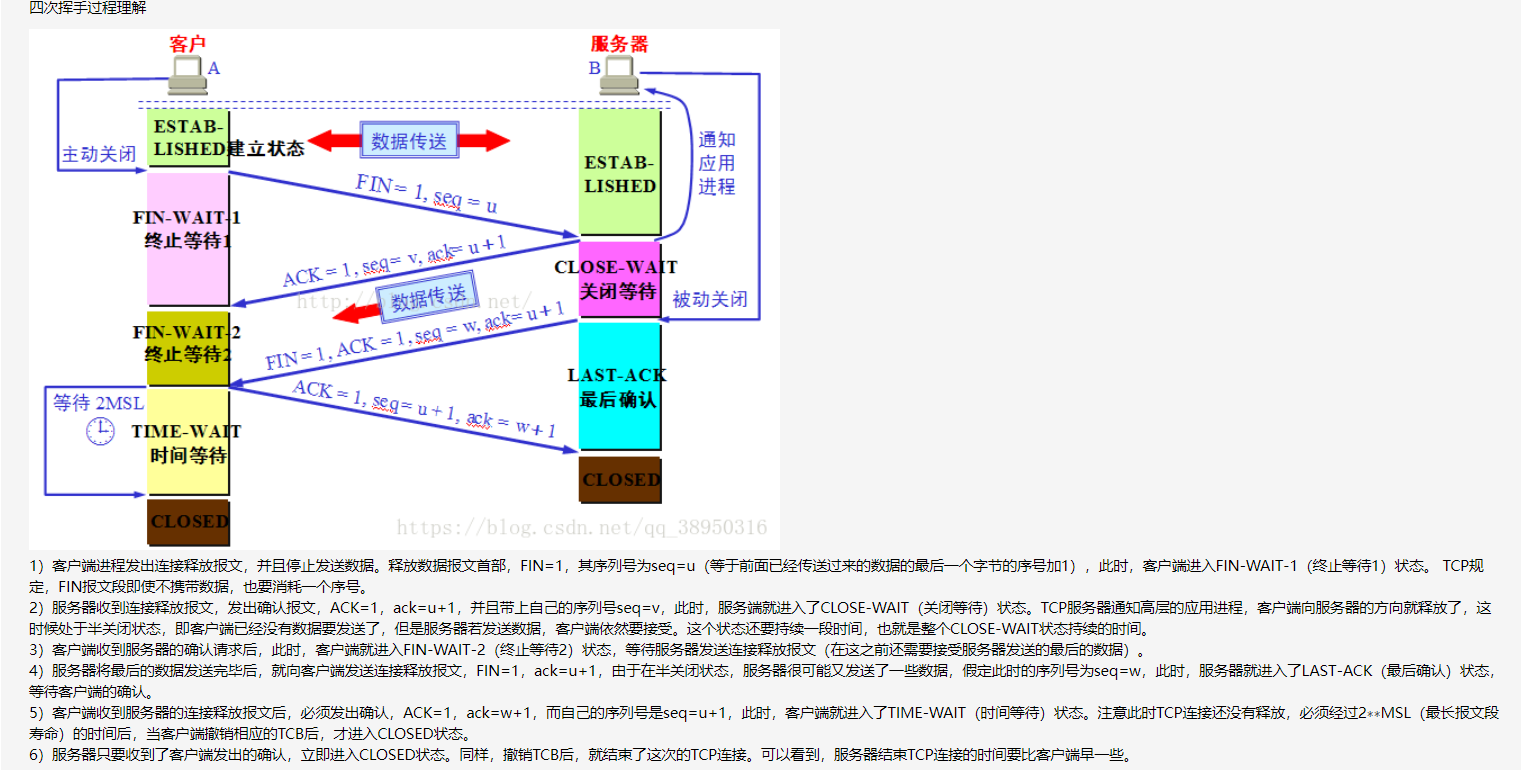 四次挥手过程理解
客户
服务器
A
B
ESTAB-
LISHED建立状态
数据传送
主动关闭
ESTAB-
LISHED
通知
应用
进程
FIN= 1, seq = u
FIN-WAIT-1
终止等待1
ACK = 1, seq= v, ack= u+1
CLOSE-WAIT
关闭等待
http://blog.csdn.net/
数据传送
被动关闭
FIN-WAIT-2
终止等待2
FIN=1, ACK = 1, seq = w, ack= u+1
LAST-ACK
最后确认
等待 2MSL
ACK = 1, seq= u+1, ack = w+1
TIME-WAIT
时间等待
CLOSED
CLOSED
https://blog.csdn.net/qq_38950316
1）客户端进程发出连接释放报文，并且停止发送数据。释放数据报文首部，FIN=1，其序列号为seq=u（等于前面已经传送过来的数据的最后一个字节的序号加1），此时，客户端进入FIN-WAIT-1（终止等待1）状态。 TCP规
定，FIN报文段即使不携带数据，也要消耗一个序号。
2）服务器收到连接释放报文，发出确认报文，ACK=1，ack=u+1，并且带上自己的序列号seq=v，此时，服务端就进入了CLOSE-WAIT（关闭等待）状态。TCP服务器通知高层的应用进程，客户端向服务器的方向就释放了，这
时候处于半关闭状态，即客户端已经没有数据要发送了，但是服务器若发送数据，客户端依然要接受。这个状态还要持续一段时间，也就是整个CLOSE-WAIT状态持续的时间。
3）客户端收到服务器的确认请求后，此时，客户端就进入FIN-WAIT-2（终止等待2）状态，等待服务器发送连接释放报文（在这之前还需要接受服务器发送的最后的数据）。
4）服务器将最后的数据发送完毕后，就向客户端发送连接释放报文，FIN=1，ack=u+1，由于在半关闭状态，服务器很可能又发送了一些数据，假定此时的序列号为seq=w，此时，服务器就进入了LAST-ACK（最后确认）状态，
等待客户端的确认。
5）客户端收到服务器的连接释放报文后，必须发出确认，ACK=1，ack=w+1，而自己的序列号是seq=u+1，此时，客户端就进入了TIME-WAIT（时间等待）状态。注意此时TCP连接还没有释放，必须经过2**MSL（最长报文段
寿命）的时间后，当客户端撤销相应的TCB后，才进入CLOSED状态。
6）服务器只要收到了客户端发出的确认，立即进入CLOSED状态。同样，撤销TCB后，就结束了这次的TCP连接。可以看到，服务器结束TCP连接的时间要比客户端早一些。